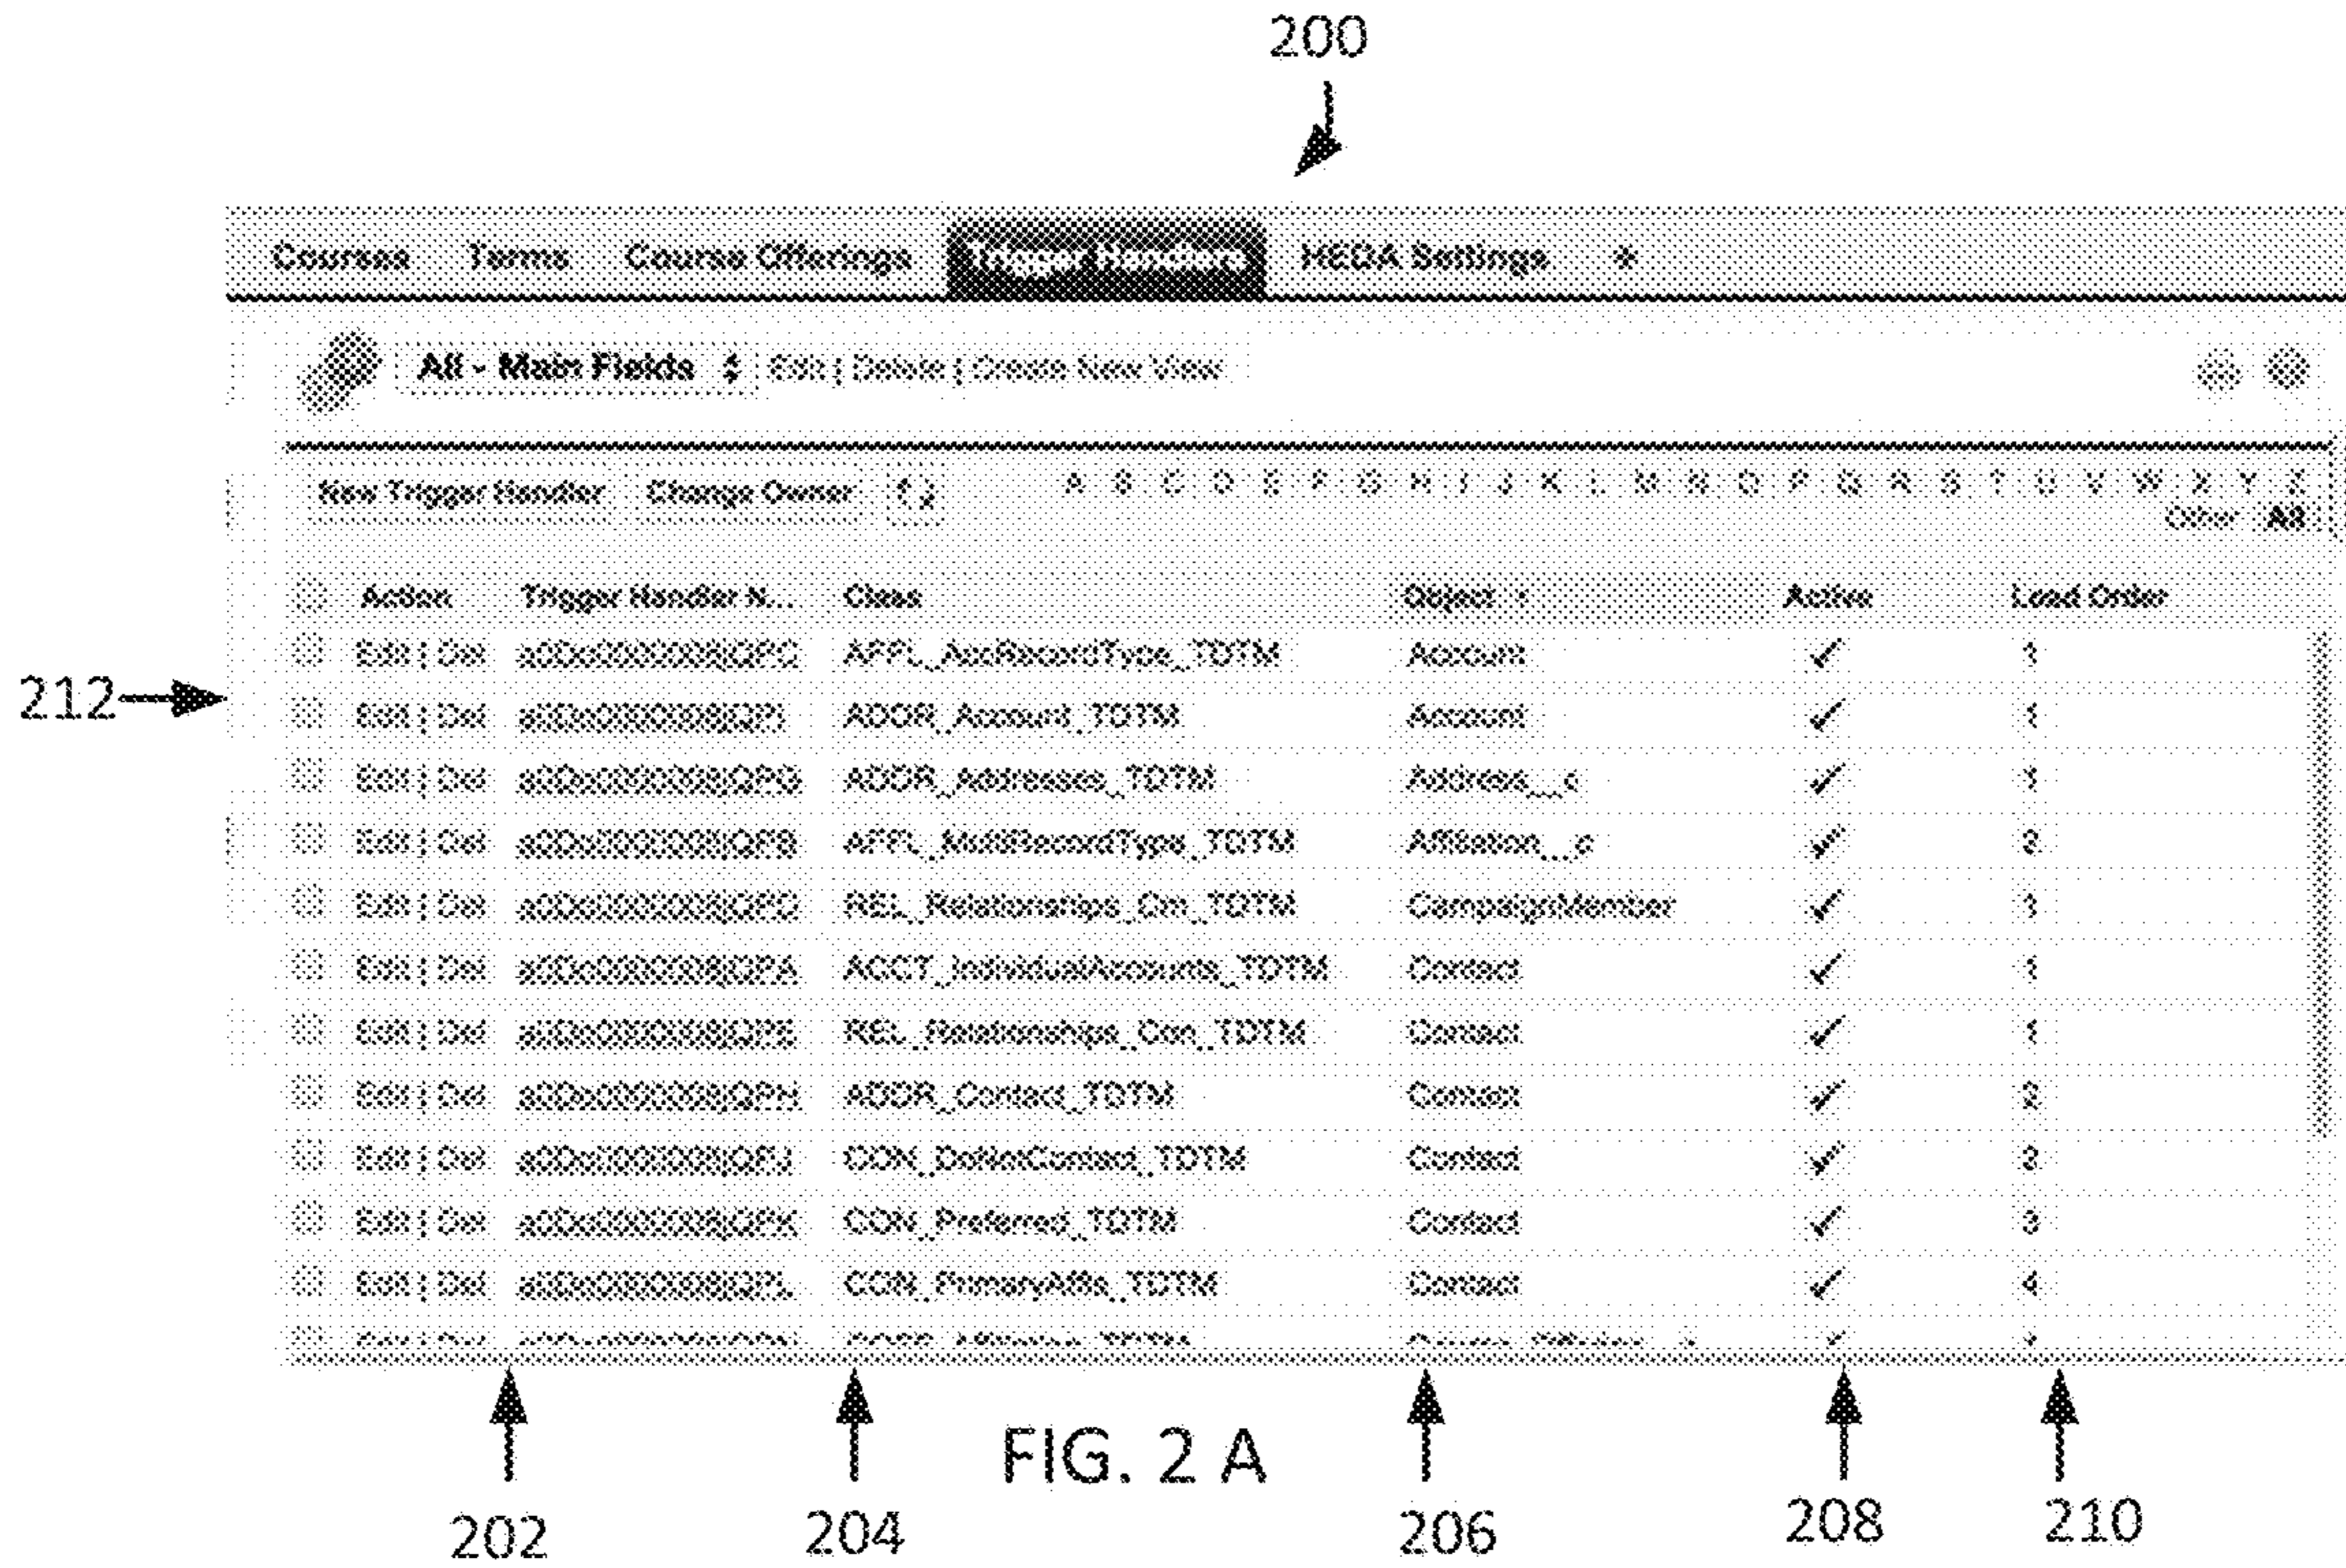 200
Courses Terms Course Offerings Trigger Handlers HEDA Settings +
All - Main Fields Edit | Delete | Create New View
New Trigger Handler Change Owner A B C D E F G H I J K L M N O P Q R S T U V W X Y Z
Other All
Action Trigger Handler N... Class Object Active Load Order
Edit | Del AFFL_AccRecordType_TDTM Account ✓ 1
212
Edit | Del ADDR_Account_TDTM Account ✓ 1
Edit | Del ADDR_Addresses_TDTM Address__c ✓ 1
Edit | Del AFFL_MultiRecordType_TDTM Affiliation__c ✓ 2
Edit | Del REL_Relationships_Cm_TDTM CampaignMember ✓ 1
Edit | Del ACCT_IndividualAccounts_TDTM Contact ✓ 1
Edit | Del REL_Relationships_Con_TDTM Contact ✓ 1
Edit | Del ADDR_Contact_TDTM Contact ✓ 2
Edit | Del CON_DoNotContact_TDTM Contact ✓ 2
Edit | Del CON_Preferred_TDTM Contact ✓ 3
Edit | Del CON_PrimaryAffls_TDTM Contact ✓ 4
FIG. 2 A
202 204 206 208 210